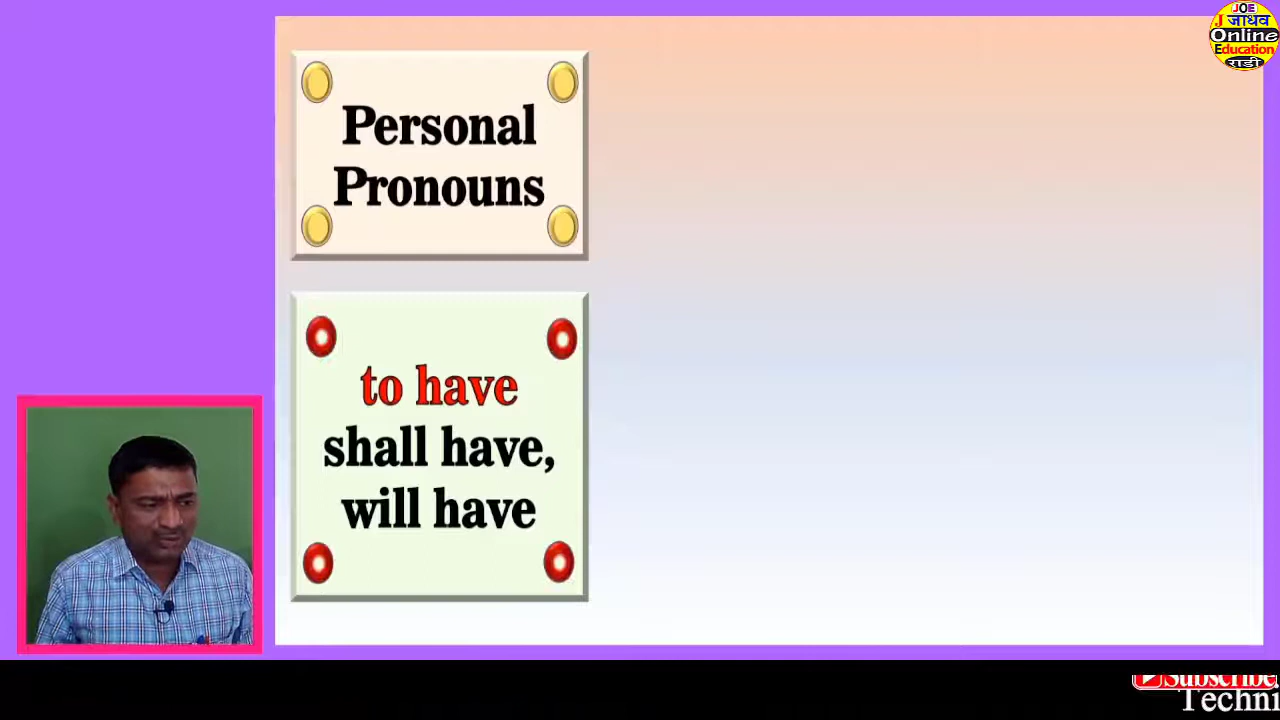 JOE
J जाधव
Online
Education
राडी
Personal
Pronouns
to have
shall have,
will have
Subscribe
Techni